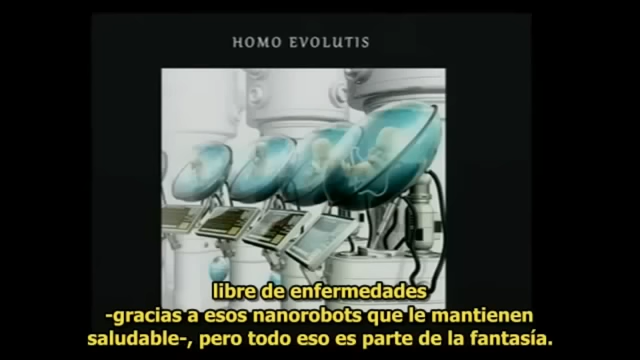 HOMO EVOLUTIS
libre de enfermedades
-gracias a esos nanorobots que le mantienen
saludable-, pero todo eso es parte de la fantasía.